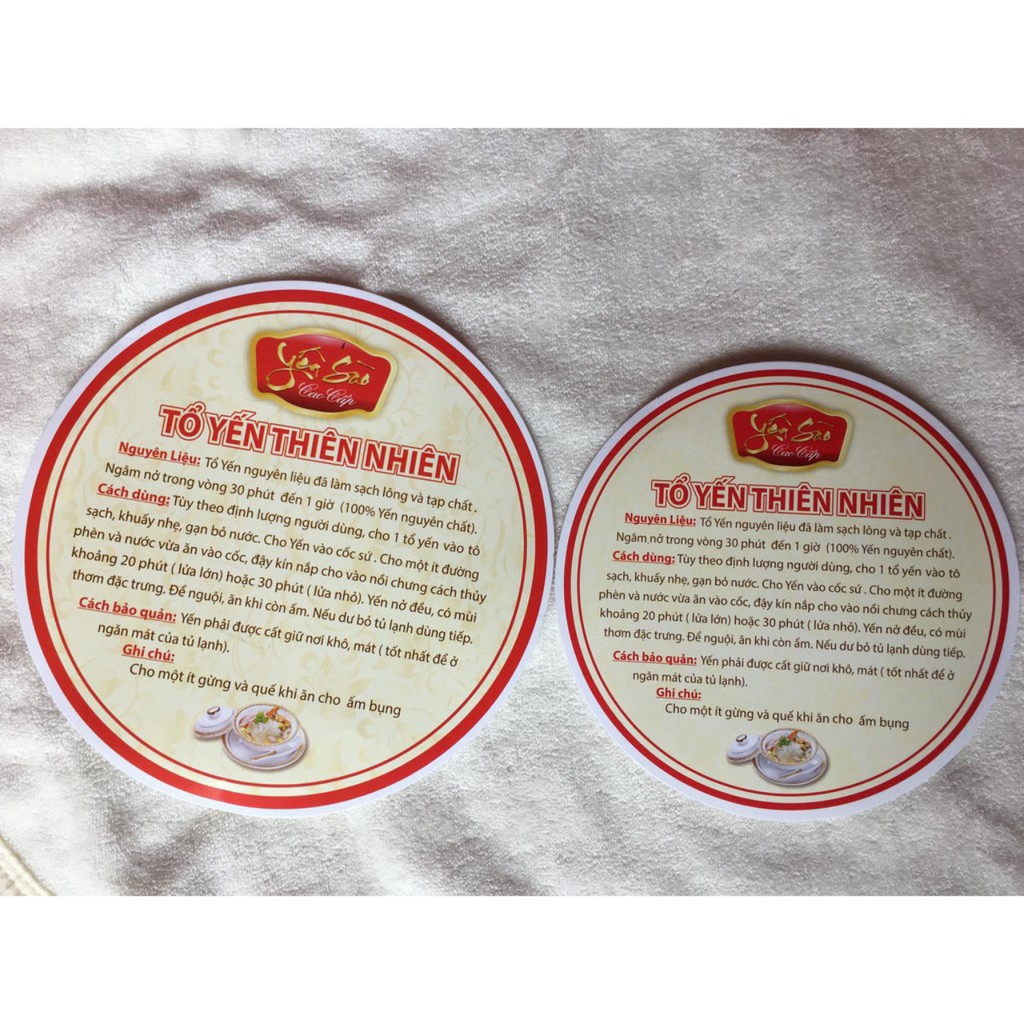 Yến Sào
Cao Cấp
TỔ YẾN THIÊN NHIÊN
Nguyên Liệu: Tổ Yến nguyên liệu đã làm sạch lông và tạp chất .
Ngâm nở trong vòng 30 phút đến 1 giờ (100% Yến nguyên chất).
Cách dùng: Tùy theo định lượng người dùng, cho 1 tổ yến vào tô
sạch, khuấy nhẹ, gạn bỏ nước. Cho Yến vào cốc sứ . Cho một ít đường
phèn và nước vừa ăn vào cốc, đậy kín nắp cho vào nồi chưng cách thủy
khoảng 20 phút ( lửa lớn) hoặc 30 phút ( lửa nhỏ). Yến nở đều, có mùi
thơm đặc trưng. Để nguội, ăn khi còn ấm. Nếu dư bỏ tủ lạnh dùng tiếp.
Cách bảo quản: Yến phải được cất giữ nơi khô, mát ( tốt nhất để ở
ngăn mát của tủ lạnh).
Ghi chú:
Cho một ít gừng và quế khi ăn cho ấm bụng
Yến Sào
Cao Cấp
TỔ YẾN THIÊN NHIÊN
Nguyên Liệu: Tổ Yến nguyên liệu đã làm sạch lông và tạp chất .
Ngâm nở trong vòng 30 phút đến 1 giờ (100% Yến nguyên chất).
Cách dùng: Tùy theo định lượng người dùng, cho 1 tổ yến vào tô
sạch, khuấy nhẹ, gạn bỏ nước. Cho Yến vào cốc sứ . Cho một ít đường
phèn và nước vừa ăn vào cốc, đậy kín nắp cho vào nồi chưng cách thủy
khoảng 20 phút ( lửa lớn) hoặc 30 phút ( lửa nhỏ). Yến nở đều, có mùi
thơm đặc trưng. Để nguội, ăn khi còn ấm. Nếu dư bỏ tủ lạnh dùng tiếp.
Cách bảo quản: Yến phải được cất giữ nơi khô, mát ( tốt nhất để ở
ngăn mát của tủ lạnh).
Ghi chú:
Cho một ít gừng và quế khi ăn cho ấm bụng